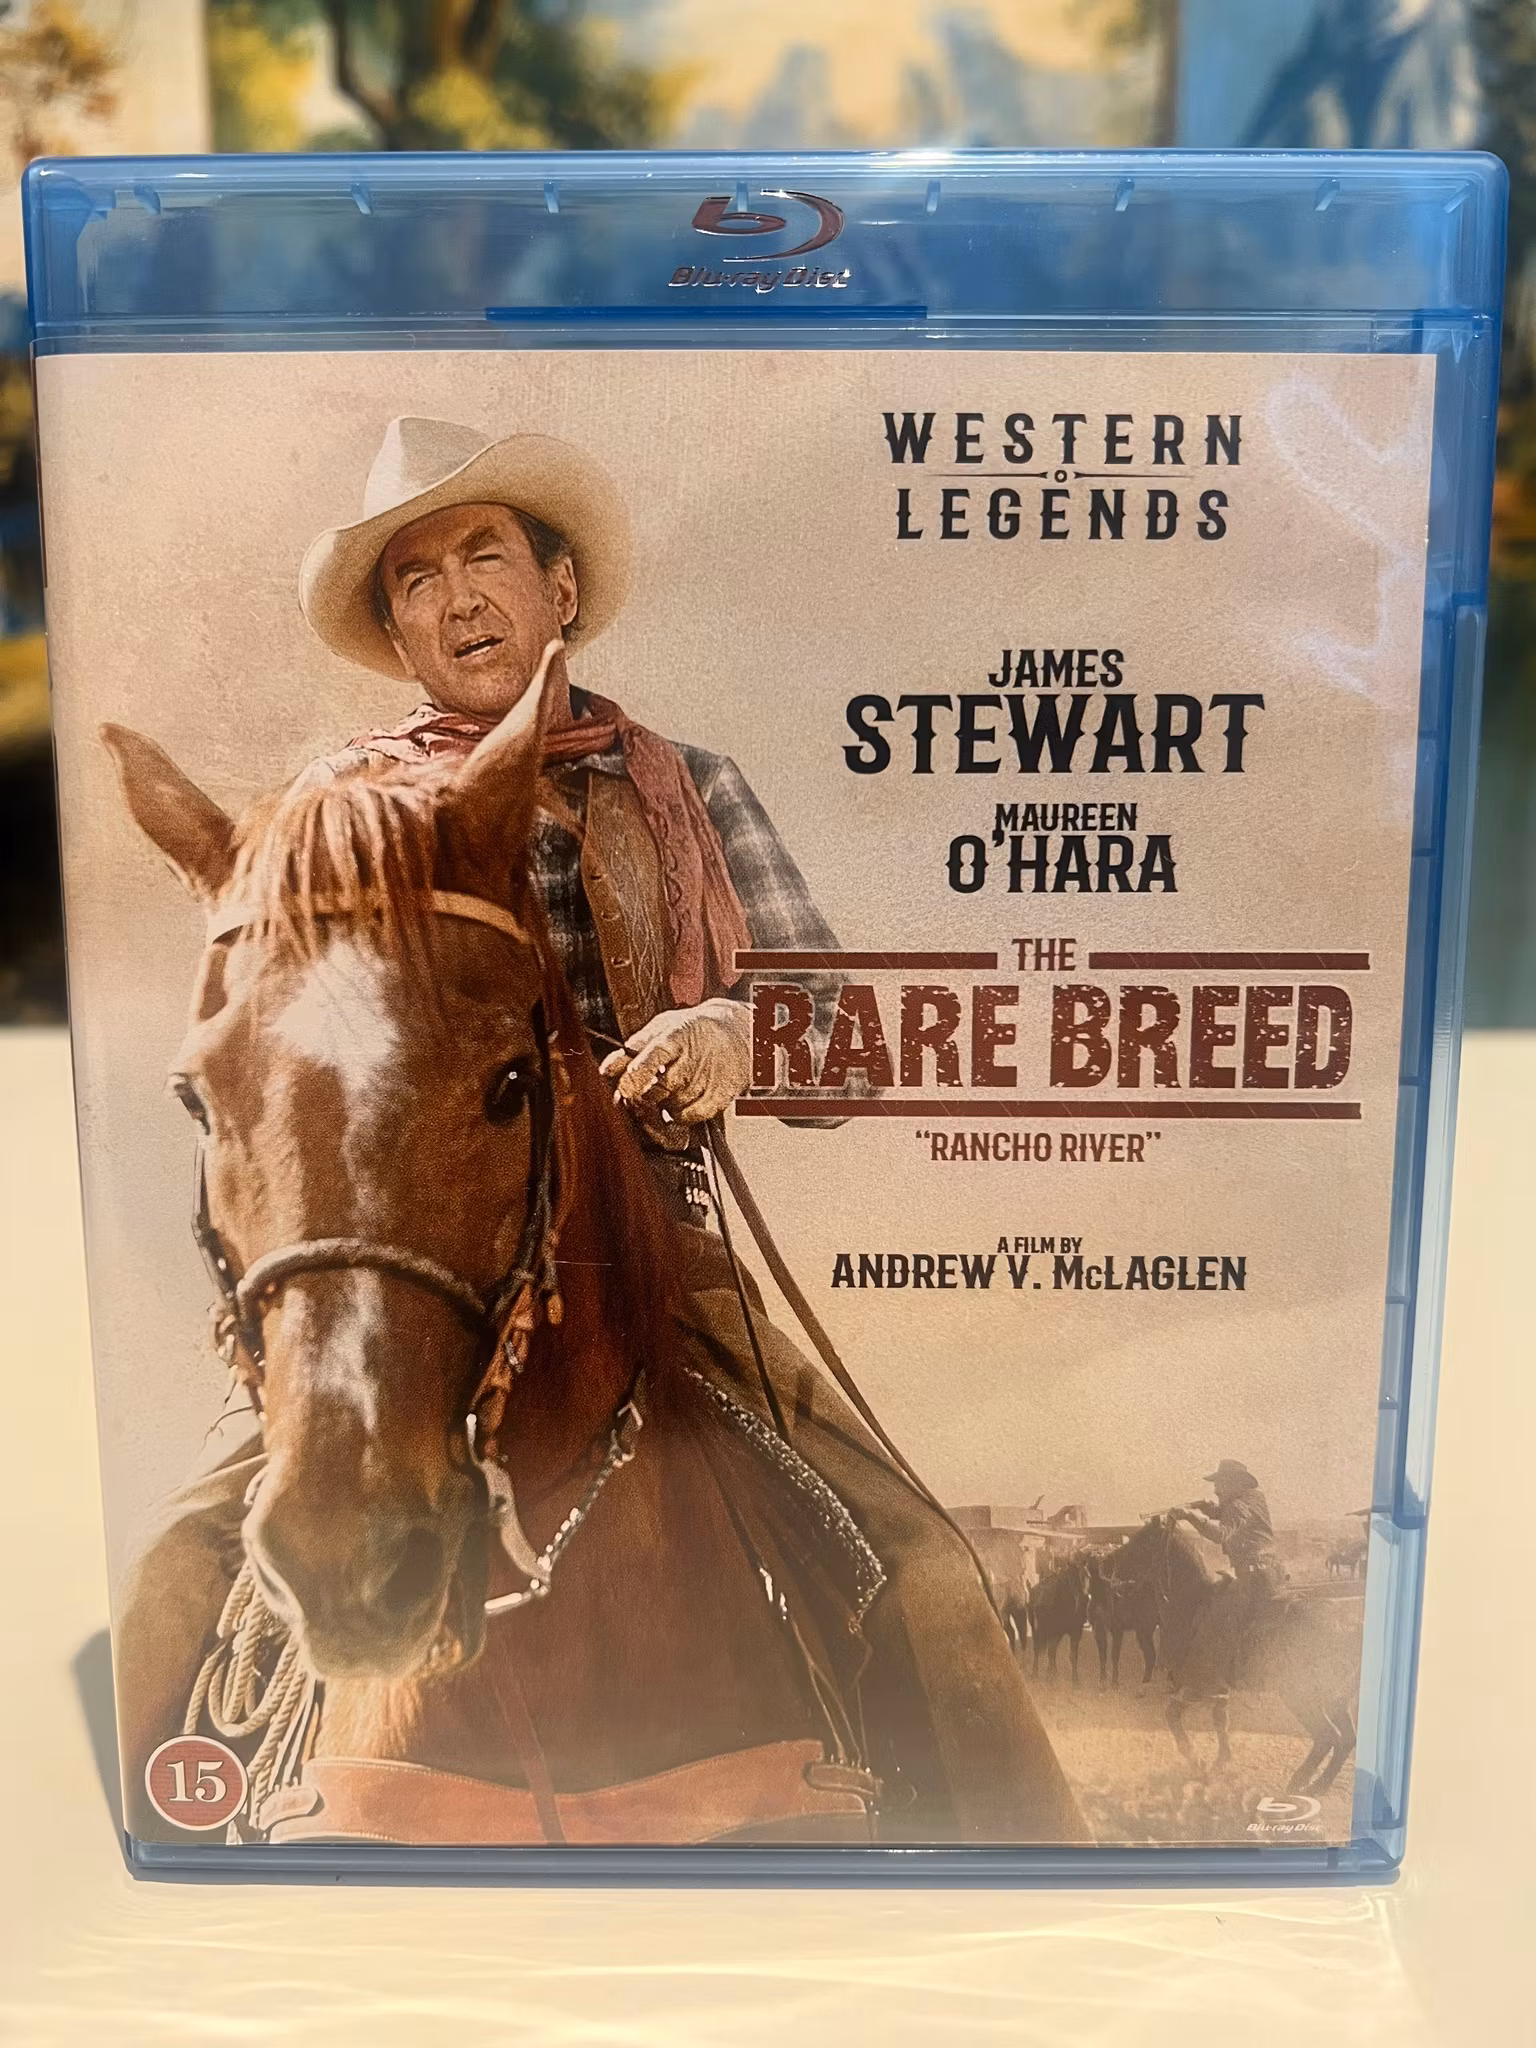 Blu-ray Disc
WESTERN
LEGENDS
JAMES
STEWART
MAUREEN
O'HARA
THE
RARE BREED
“RANCHO RIVER”
A FILM BY
ANDREW V. McLAGLEN
15
Blu-ray Disc